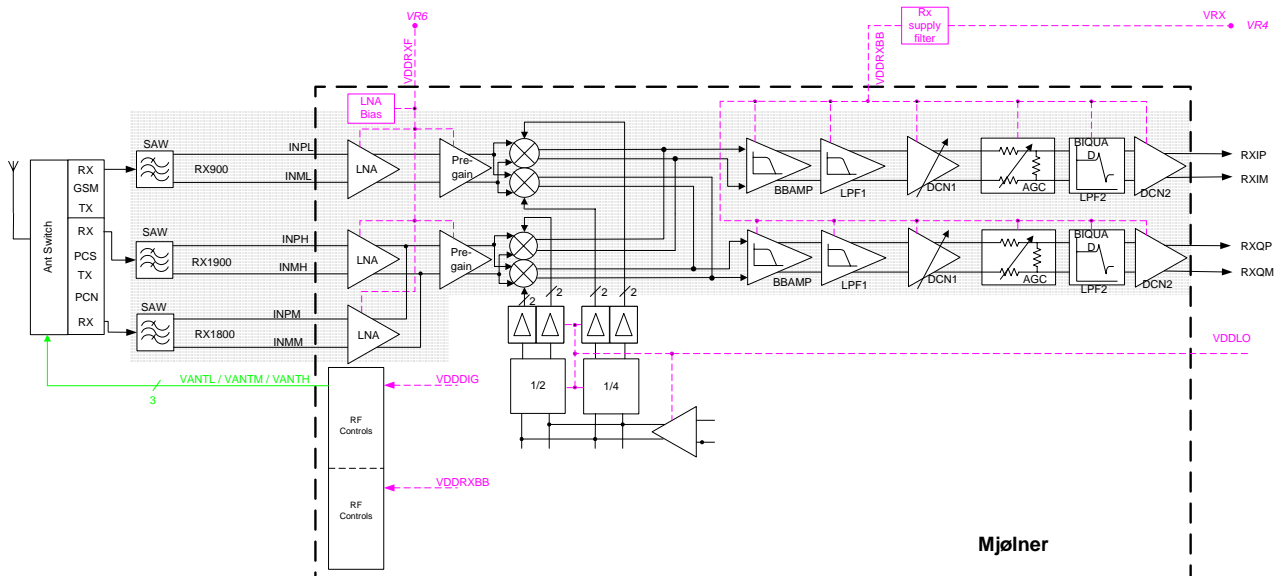 VR6
Rx
supply
filter
VRX
VR4
VDDRXF
VDDRXBB
LNA
Bias
SAW
INPL
RX900
INML
LNA
Pre-
gain
BBAMP
LPF1
DCN1
AGC
BIQUA
D
LPF2
DCN2
RXIP
RXIM
Ant Switch
RX
GSM
TX
RX
PCS
TX
PCN
RX
SAW
INPH
RX1900
INMH
LNA
Pre-
gain
BBAMP
LPF1
DCN1
AGC
BIQUA
D
LPF2
DCN2
RXQP
RXQM
SAW
INPM
RX1800
INMM
LNA
2
2
2
2
VDDLO
1/2
1/4
VANTL / VANTM / VANTH
3
VDDDIG
RF
Controls
VDDRXBB
RF
Controls
Mjølner